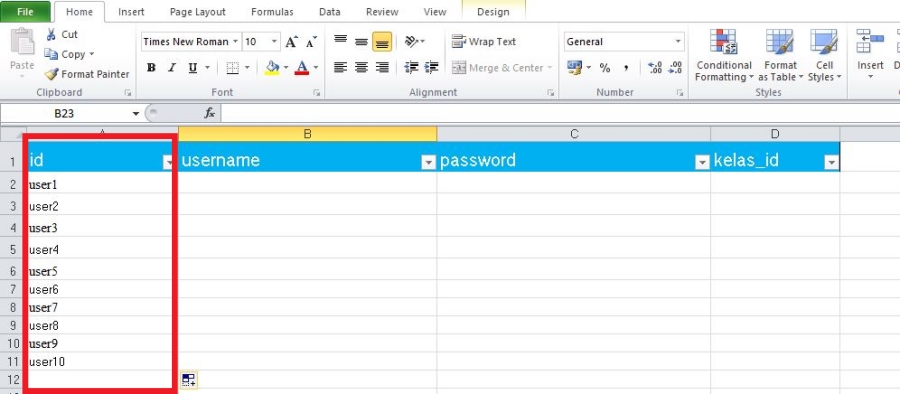 File Home Insert Page Layout Formulas Data Review View Design
Cut Times New Roman 10 A A Wrap Text General
Paste Copy B I U A Merge & Center % , .00 .0 Conditional Formatting Format as Table Cell Styles Insert
Format Painter
Clipboard Font Alignment Number Styles
B23 fx
A B C D
1 id username password kelas_id
2 user1
3 user2
4 user3
5 user4
6 user5
7 user6
8 user7
9 user8
10 user9
11 user10
12